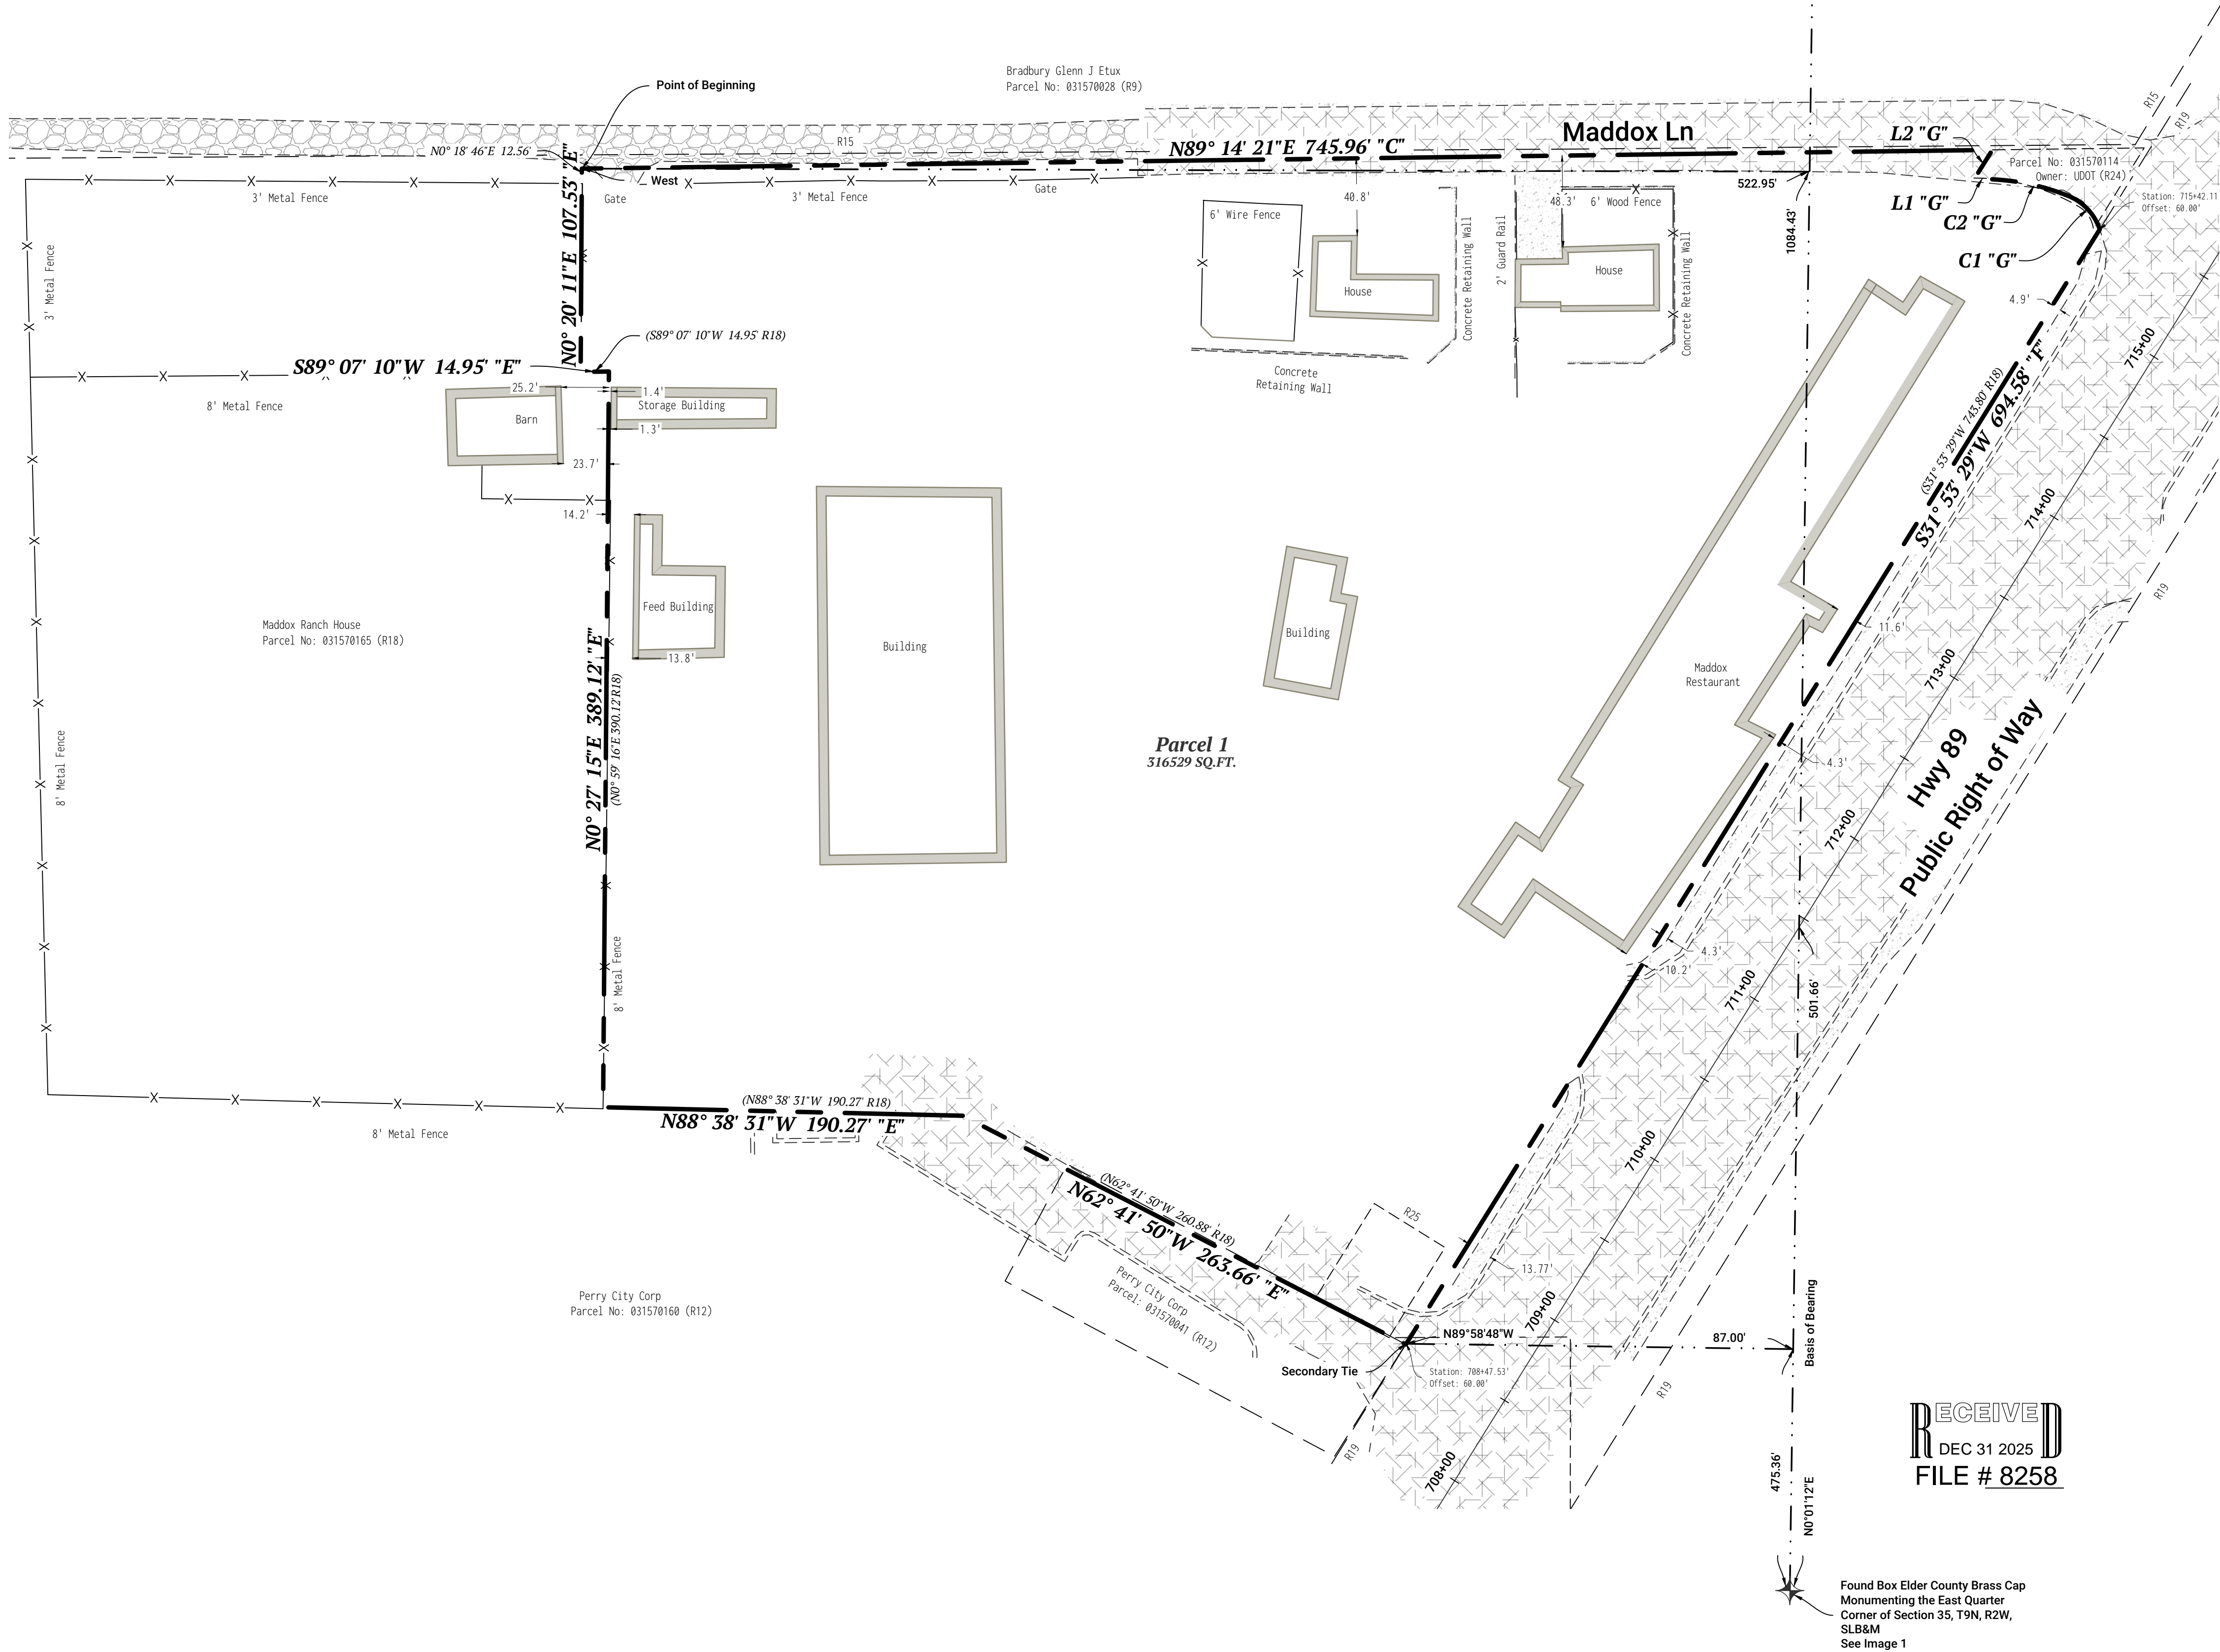 Bradbury Glenn J Etux
Parcel No: 031570028 (R9)
Point of Beginning
R15
R19
N0° 18' 46"E 12.56'
R15
N89° 14' 21"E 745.96' "C"
Maddox Ln
L2 "G"
Parcel No: 031570114
Owner: UDOT (R24)
West
3' Metal Fence
Gate
3' Metal Fence
Gate
522.95'
L1 "G"
C2 "G"
C1 "G"
Station: 715+42.11
Offset: 60.00'
6' Wire Fence
40.8'
48.3'
6' Wood Fence
1084.43'
N0° 20' 11"E 107.53' "E"
3' Metal Fence
House
Concrete Retaining Wall
2' Guard Rail
House
Concrete Retaining Wall
4.9'
(S89° 07' 10"W 14.95' R18)
S89° 07' 10"W 14.95' "E"
8' Metal Fence
Concrete
Retaining Wall
25.2'
1.4'
Barn
Storage Building
1.3'
23.7'
14.2'
715+00
(S31° 53' 29"W 743.80' R18)
S31° 53' 29"W 694.58' "F"
714+00
Feed Building
13.8'
Building
Building
11.6'
R19
Maddox Ranch House
Parcel No: 031570165 (R18)
Maddox
Restaurant
713+00
N0° 27' 15"E 389.12' "E"
(N0° 59' 16"E 390.12' R18)
8' Metal Fence
Parcel 1
316529 SQ.FT.
4.3'
Hwy 89
Public Right of Way
712+00
8' Metal Fence
4.3'
10.2'
711+00
501.66'
(N88° 38' 31"W 190.27' R18)
N88° 38' 31"W 190.27' "E"
8' Metal Fence
710+00
(N62° 41' 50"W 260.88' R18)
N62° 41' 50"W 263.66' "E"
R25
13.77'
Perry City Corp
Parcel No: 031570160 (R12)
Perry City Corp
Parcel: 031570041 (R12)
709+00
N89°58'48"W
87.00'
Basis of Bearing
Secondary Tie
Station: 708+47.53'
Offset: 60.00'
R19
R19
708+00
475.36'
N0°01'12"E
RECEIVED
DEC 31 2025
FILE # 8258
Found Box Elder County Brass Cap
Monumenting the East Quarter
Corner of Section 35, T9N, R2W,
SLB&M
See Image 1